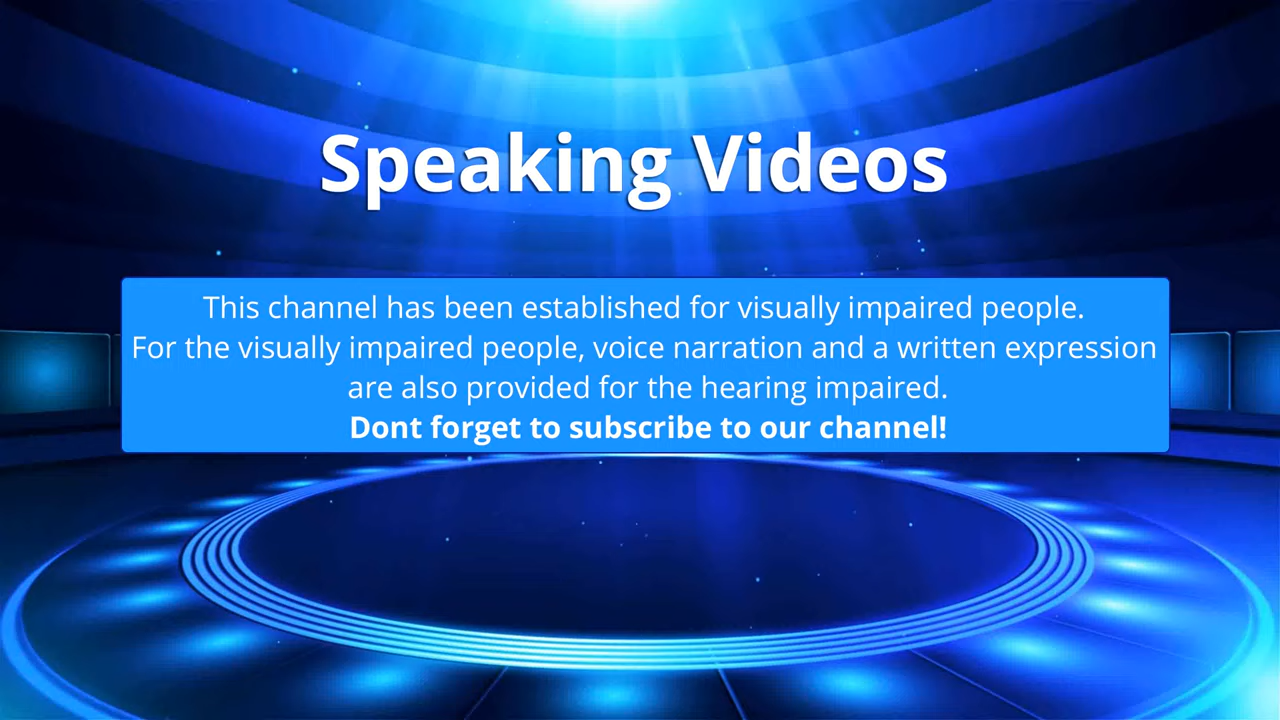 Speaking Videos
This channel has been established for visually impaired people.
For the visually impaired people, voice narration and a written expression
are also provided for the hearing impaired.
Dont forget to subscribe to our channel!